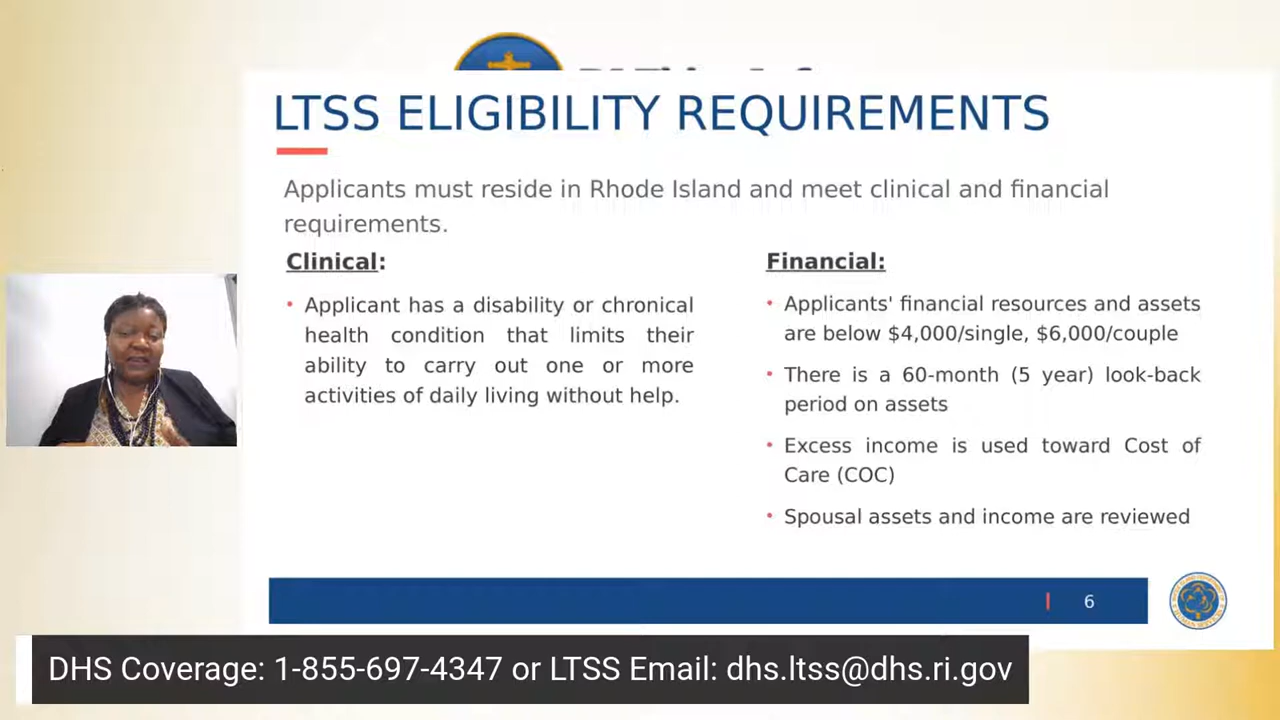 LTSS ELIGIBILITY REQUIREMENTS
Applicants must reside in Rhode Island and meet clinical and financial
requirements.
Clinical:
• Applicant has a disability or chronical
health condition that limits their
ability to carry out one or more
activities of daily living without help.
Financial:
• Applicants' financial resources and assets
are below $4,000/single, $6,000/couple
• There is a 60-month (5 year) look-back
period on assets
• Excess income is used toward Cost of
Care (COC)
• Spousal assets and income are reviewed
6
DHS Coverage: 1-855-697-4347 or LTSS Email: dhs.ltss@dhs.ri.gov